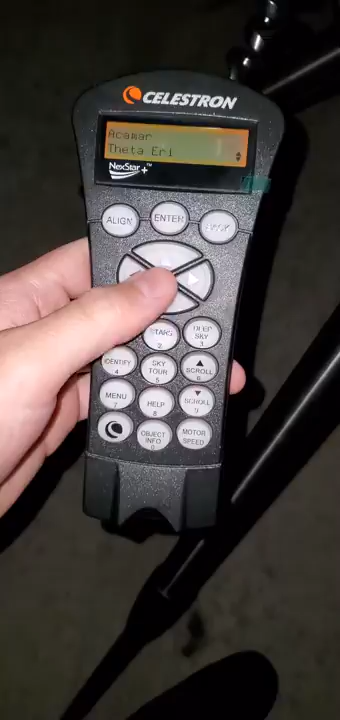 CELESTRON
Acamar
Theta Eri
NexStar+™
ALIGN
ENTER
STARS
2
DEEP
SKY
3
IDENTIFY
4
SKY
TOUR
5
SCROLL
6
MENU
7
HELP
8
SCROLL
9
OBJECT
INFO
0
MOTOR
SPEED